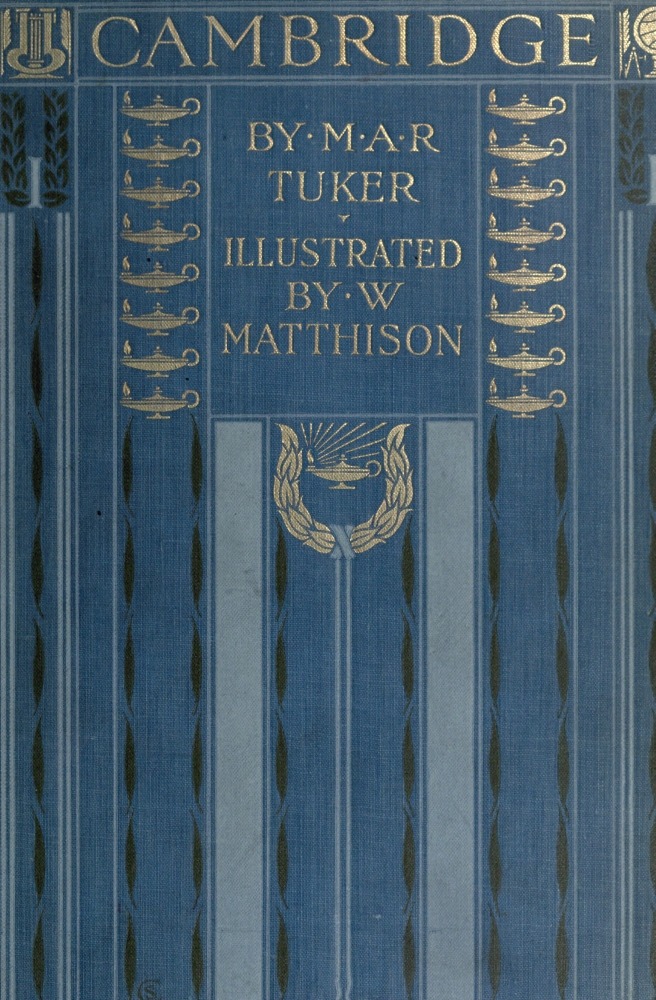 CAMBRIDGE
BY·M·A·R
TUKER
ILLUSTRATED
BY·W
MATTHISON